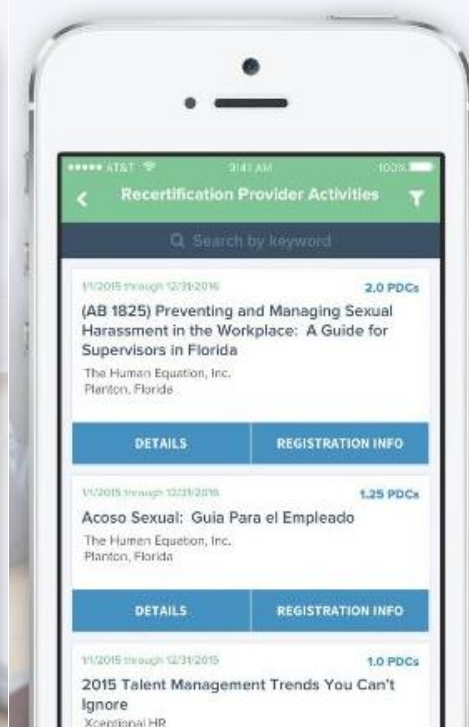 AT&T 9:41 AM 100%
Recertification Provider Activities
Search by keyword
1/1/2015 through 12/31/2016 2.0 PDCs
(AB 1825) Preventing and Managing Sexual
Harassment in the Workplace: A Guide for
Supervisors in Florida
The Human Equation, Inc.
Planton, Florida
DETAILS REGISTRATION INFO
1/1/2015 through 12/31/2016 1.25 PDCs
Acoso Sexual: Guia Para el Empleado
The Human Equation, Inc.
Planton, Florida
DETAILS REGISTRATION INFO
1/1/2015 through 12/31/2015 1.0 PDCs
2015 Talent Management Trends You Can't
Ignore
Xceptional HR